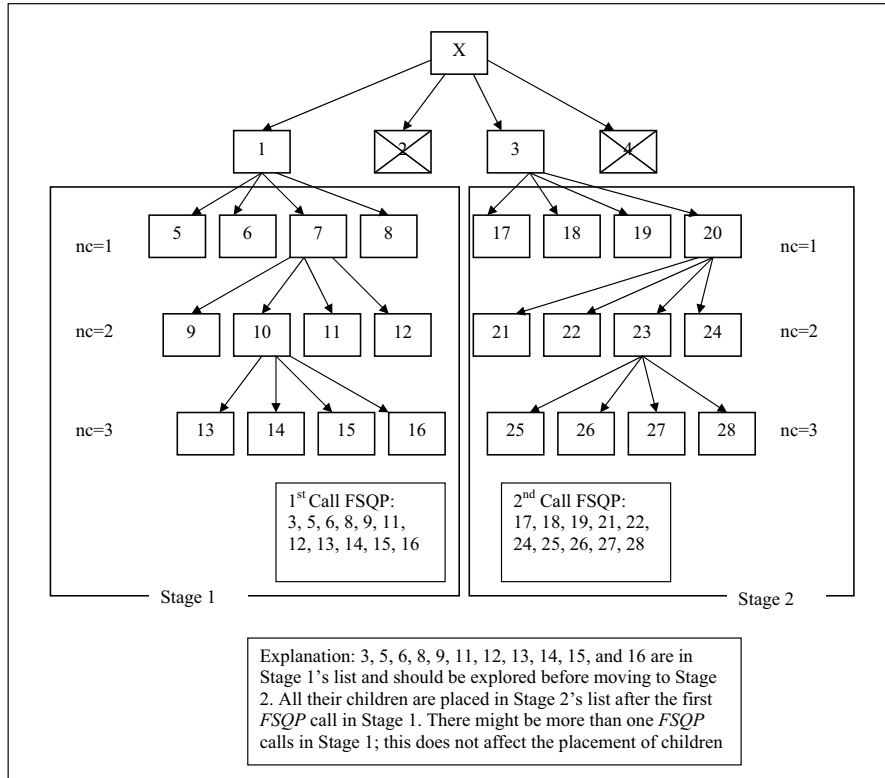 X
1 2 3 4
5 6 7 8 17 18 19 20
nc=1 nc=1
9 10 11 12 21 22 23 24
nc=2 nc=2
13 14 15 16 25 26 27 28
nc=3 nc=3
1st Call FSQP:
3, 5, 6, 8, 9, 11,
12, 13, 14, 15, 16
2nd Call FSQP:
17, 18, 19, 21, 22,
24, 25, 26, 27, 28
Stage 1
Stage 2
Explanation: 3, 5, 6, 8, 9, 11, 12, 13, 14, 15, and 16 are in
Stage 1’s list and should be explored before moving to Stage
2. All their children are placed in Stage 2’s list after the first
FSQP call in Stage 1. There might be more than one FSQP
calls in Stage 1; this does not affect the placement of children